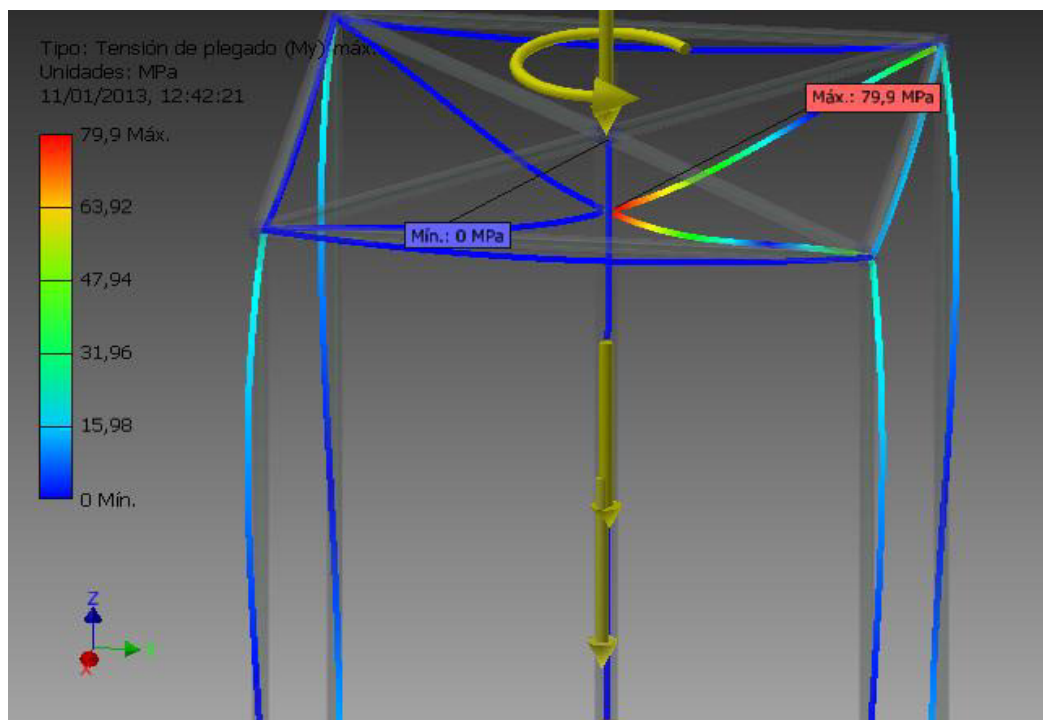 Tipo: Tensión de plegado (My) máx.
Unidades: MPa
11/01/2013, 12:42:21
79,9 Máx.
63,92
47,94
31,96
15,98
0 Mín.
Máx.: 79,9 MPa
Mín.: 0 MPa
Z
X